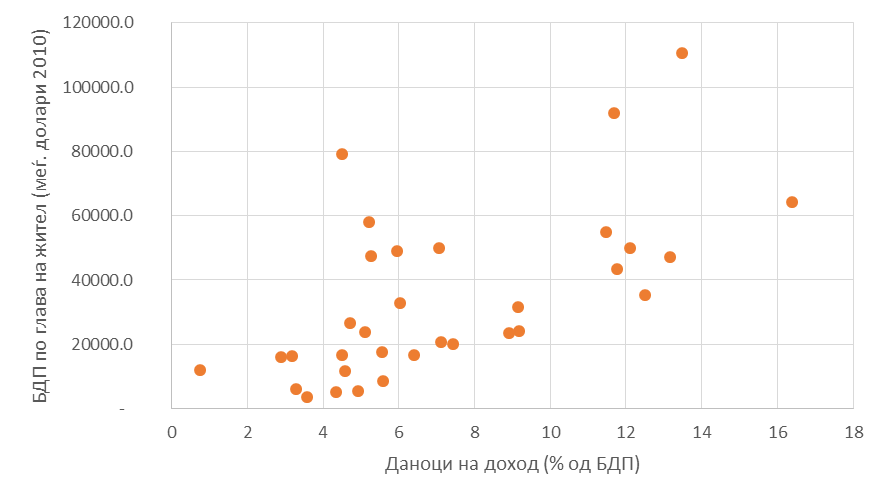 БДП по глава на жител (меѓ. долари 2010)
120000.0
100000.0
80000.0
60000.0
40000.0
20000.0
-
0 2 4 6 8 10 12 14 16 18
Даноци на доход (% од БДП)